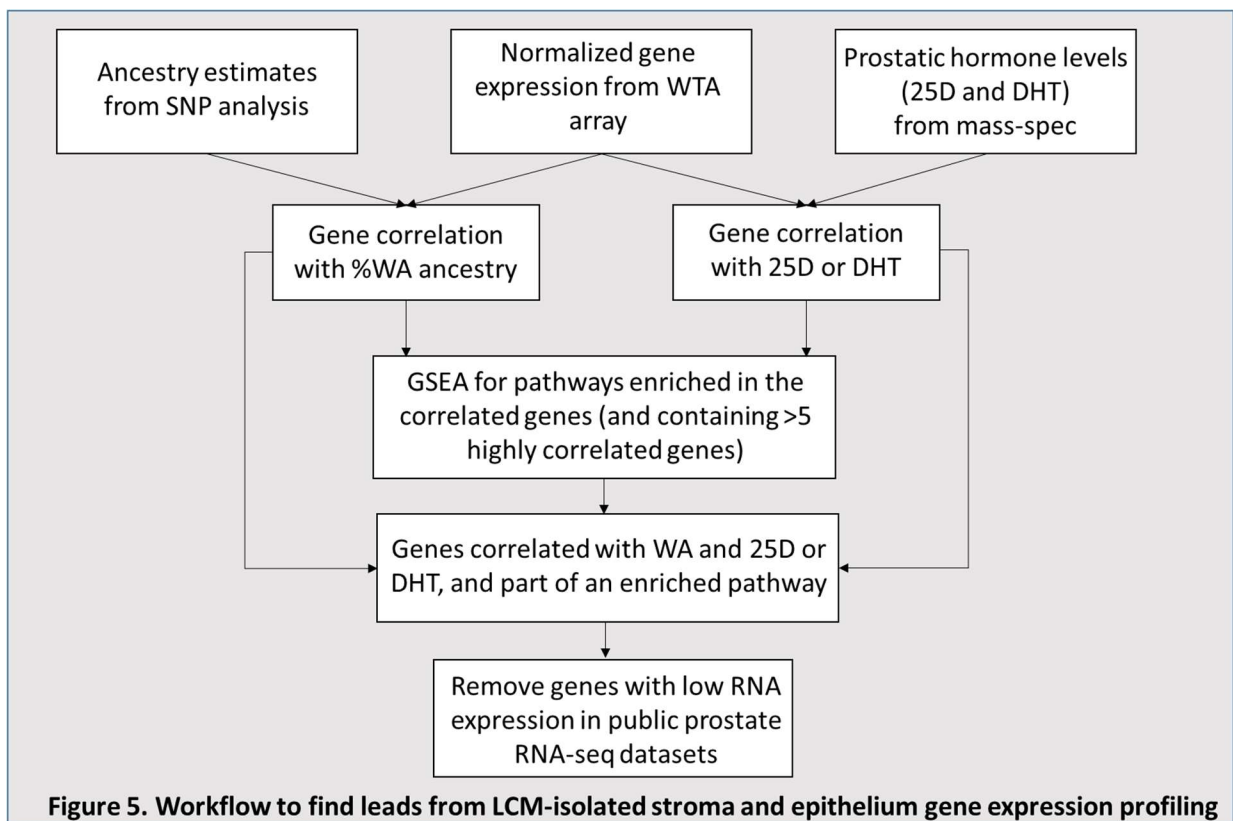 Ancestry estimates
from SNP analysis
Normalized gene
expression from WTA
array
Prostatic hormone levels
(25D and DHT)
from mass-spec
Gene correlation
with %WA ancestry
Gene correlation
with 25D or DHT
GSEA for pathways enriched in the
correlated genes (and containing >5
highly correlated genes)
Genes correlated with WA and 25D or
DHT, and part of an enriched pathway
Remove genes with low RNA
expression in public prostate
RNA-seq datasets
Figure 5. Workflow to find leads from LCM-isolated stroma and epithelium gene expression profiling